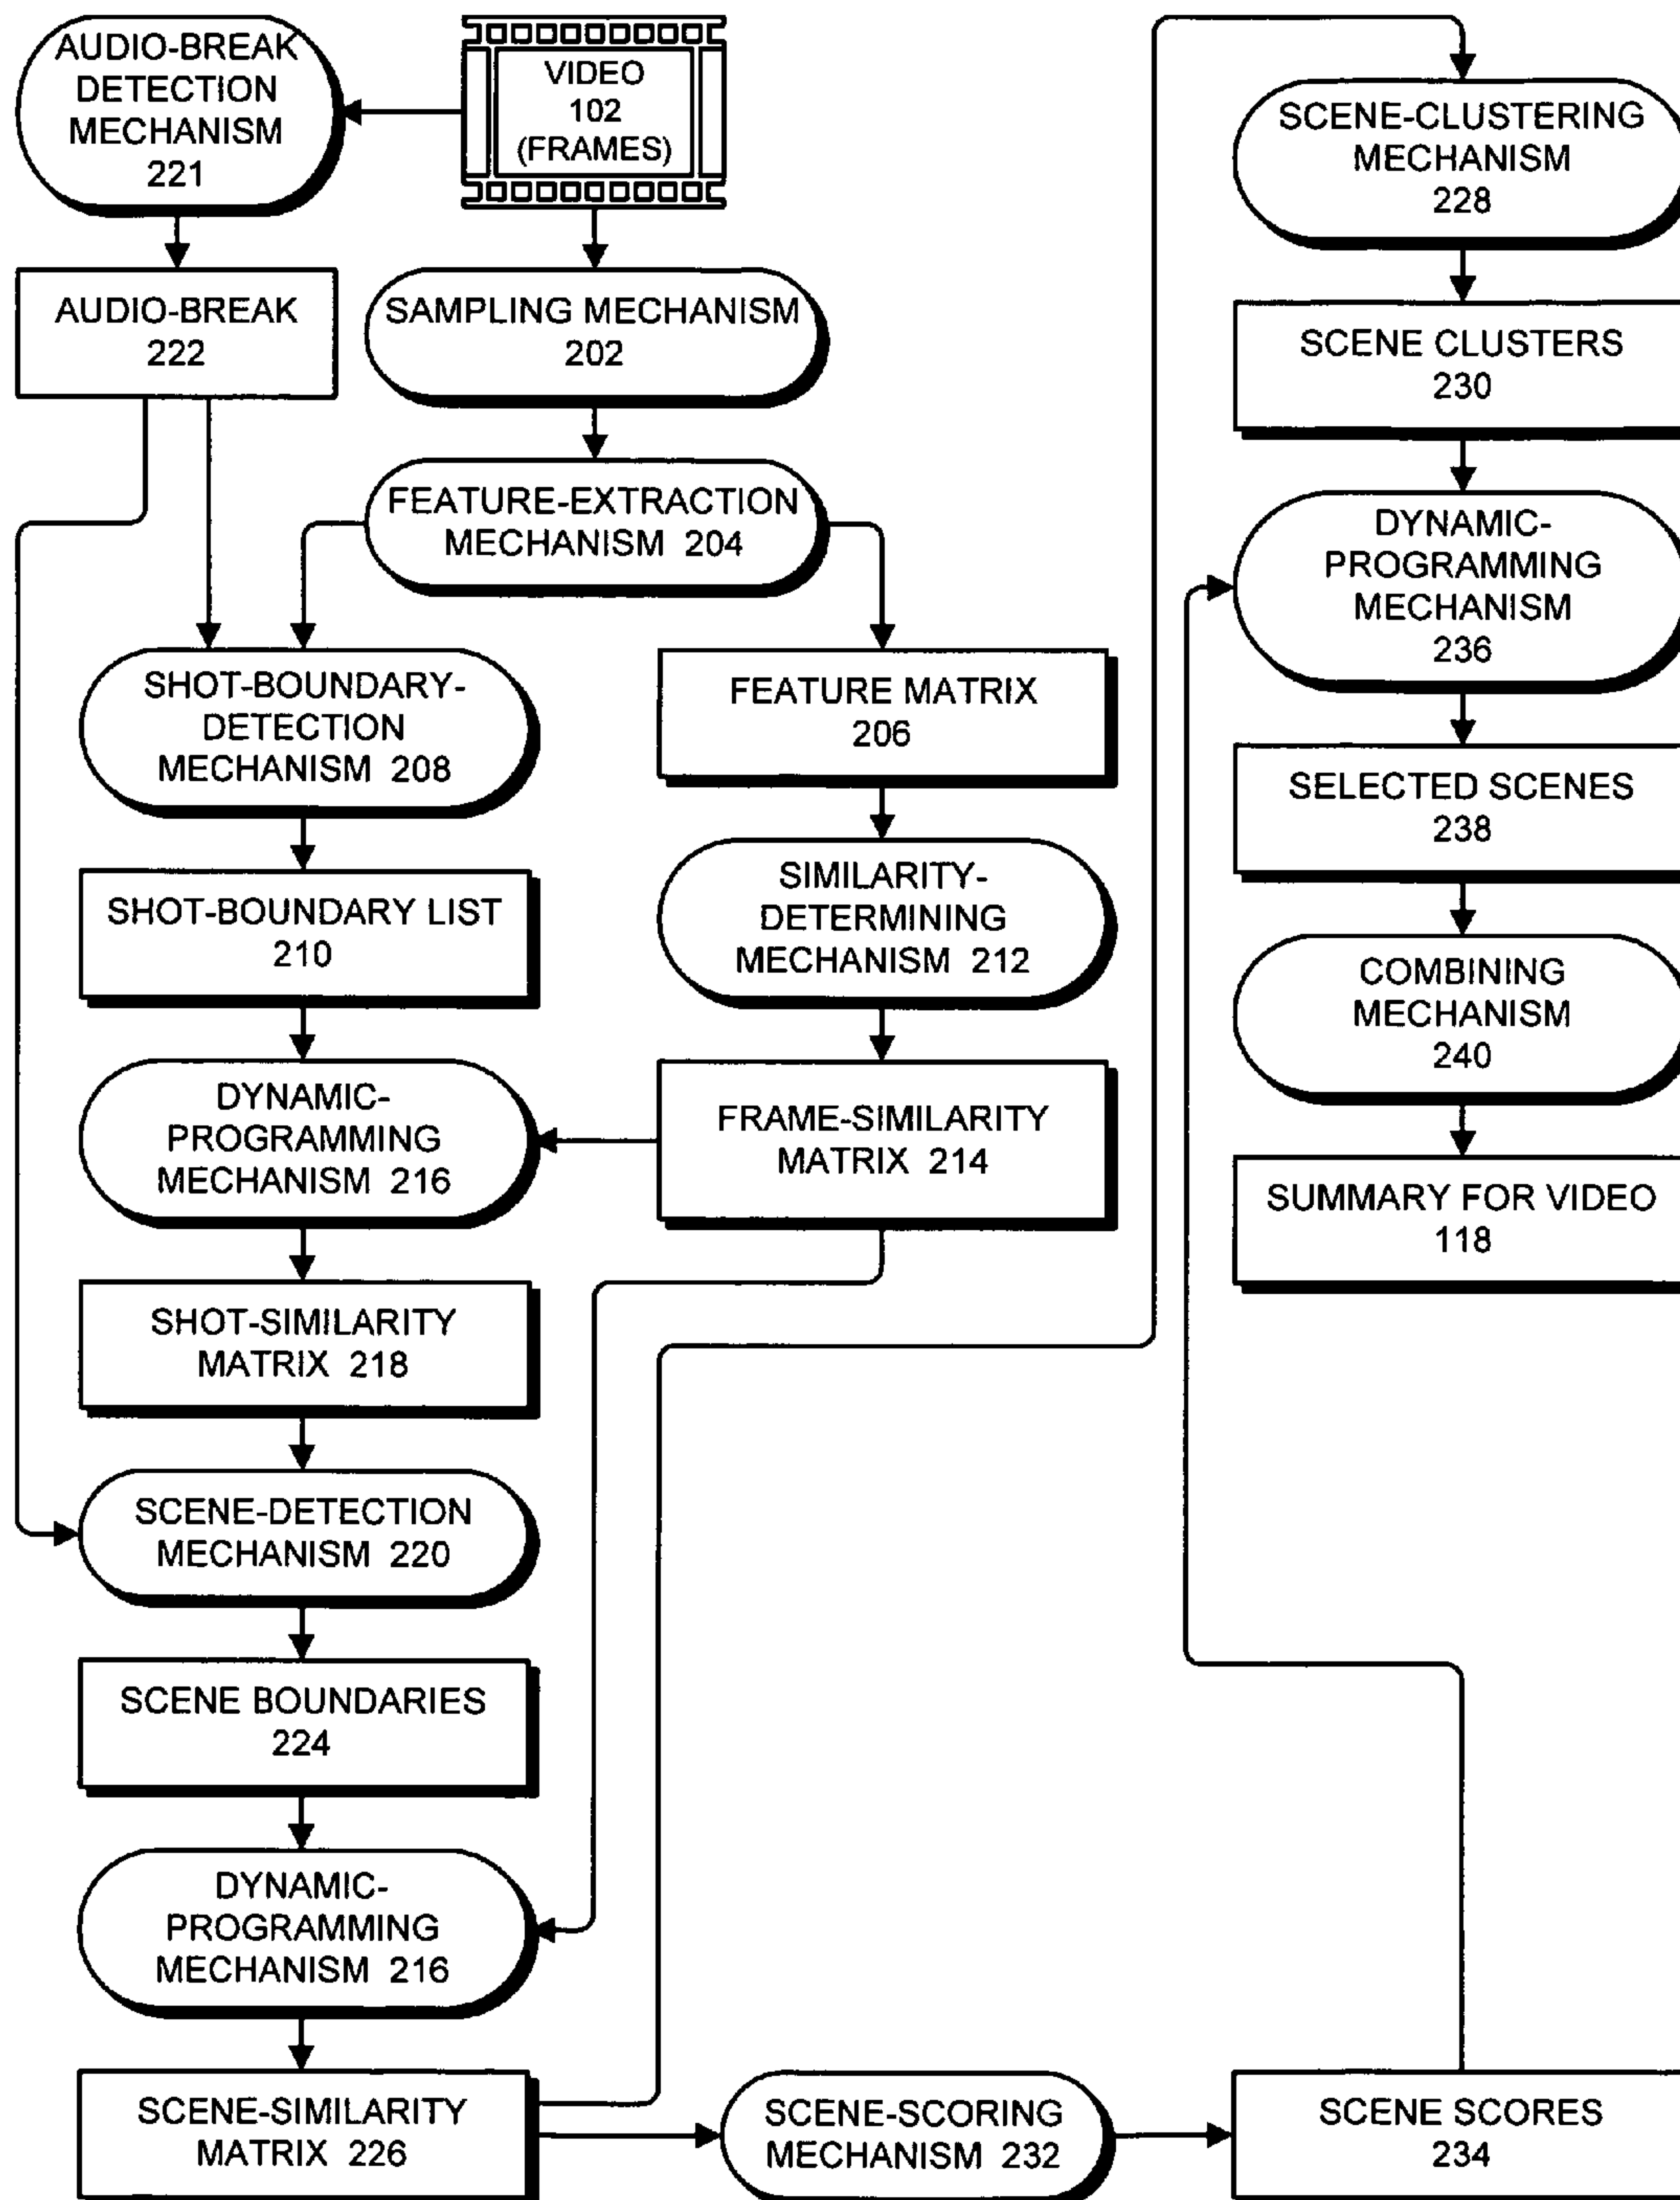 AUDIO-BREAK
DETECTION
MECHANISM
221
VIDEO
102
(FRAMES)
AUDIO-BREAK
222
SAMPLING MECHANISM
202
FEATURE-EXTRACTION
MECHANISM 204
SHOT-BOUNDARY-
DETECTION
MECHANISM 208
FEATURE MATRIX
206
SHOT-BOUNDARY LIST
210
SIMILARITY-
DETERMINING
MECHANISM 212
DYNAMIC-
PROGRAMMING
MECHANISM 216
FRAME-SIMILARITY
MATRIX 214
SHOT-SIMILARITY
MATRIX 218
SCENE-DETECTION
MECHANISM 220
SCENE BOUNDARIES
224
DYNAMIC-
PROGRAMMING
MECHANISM 216
SCENE-SIMILARITY
MATRIX 226
SCENE-SCORING
MECHANISM 232
SCENE SCORES
234
SCENE-CLUSTERING
MECHANISM
228
SCENE CLUSTERS
230
DYNAMIC-
PROGRAMMING
MECHANISM
236
SELECTED SCENES
238
COMBINING
MECHANISM
240
SUMMARY FOR VIDEO
118